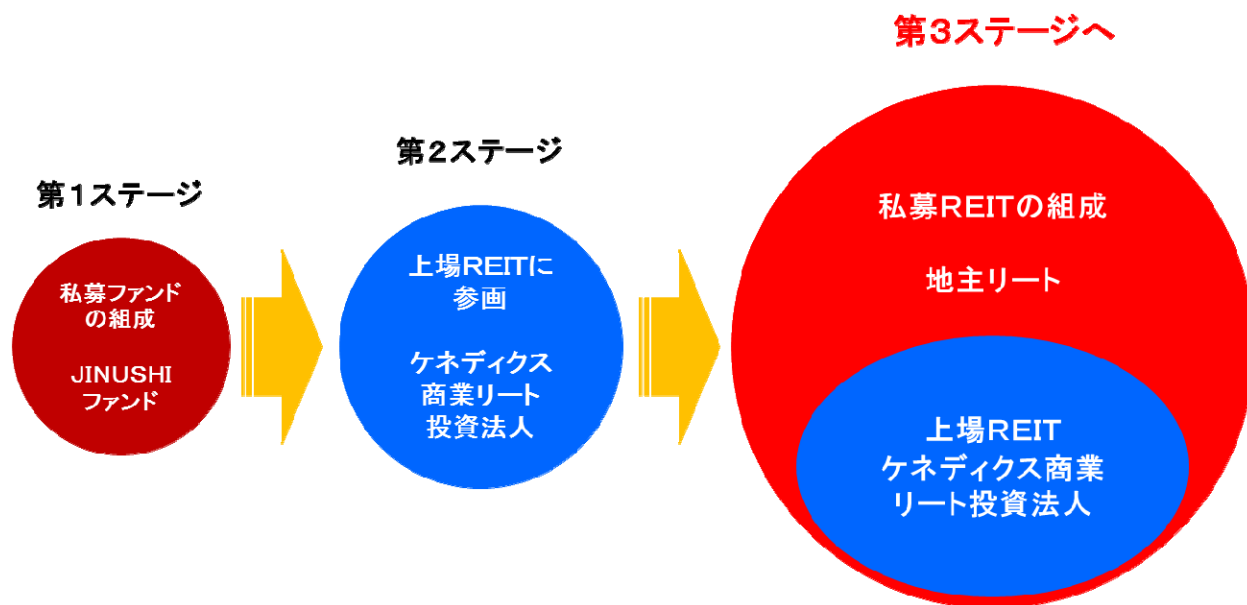 第1ステージ
私募ファンド
の組成
JINUSHI
ファンド
第2ステージ
上場REITに
参画
ケネディクス
商業リート
投資法人
第3ステージへ
私募REITの組成
地主リート
上場REIT
ケネディクス商業
リート投資法人